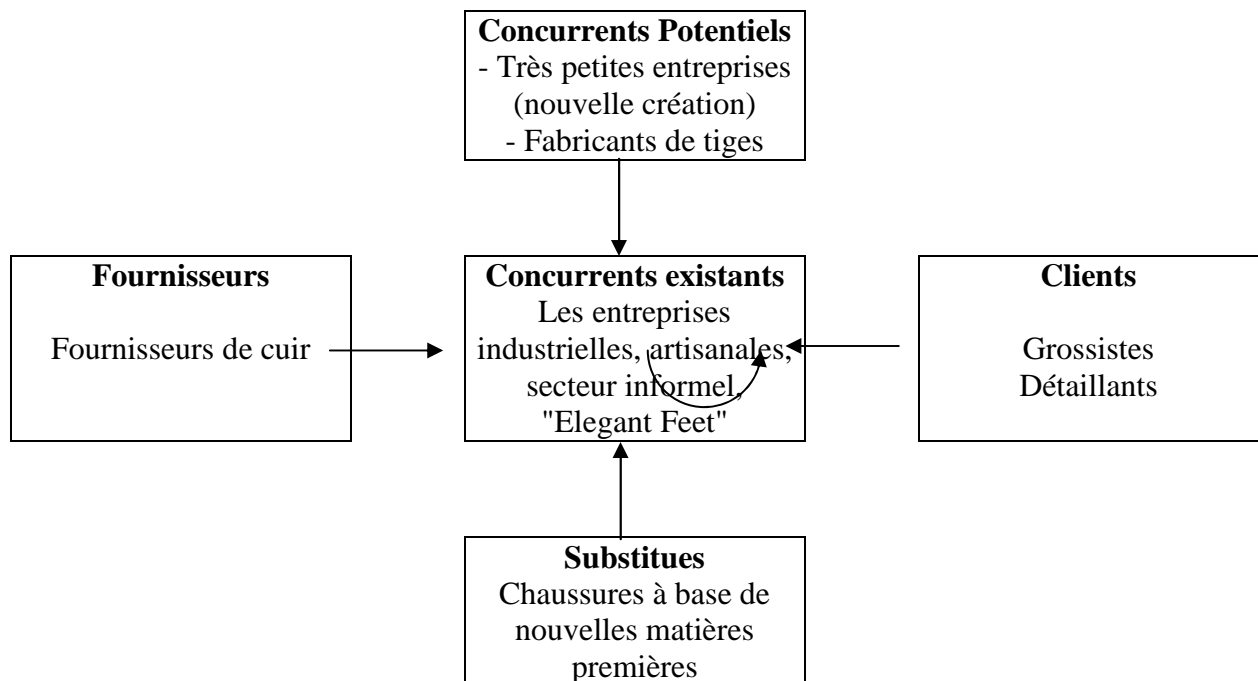 Concurrents Potentiels
- Très petites entreprises
(nouvelle création)
- Fabricants de tiges
Fournisseurs
Fournisseurs de cuir
Concurrents existants
Les entreprises
industrielles, artisanales,
secteur informel,
"Elegant Feet"
Clients
Grossistes
Détaillants
Substitues
Chaussures à base de
nouvelles matières
premières